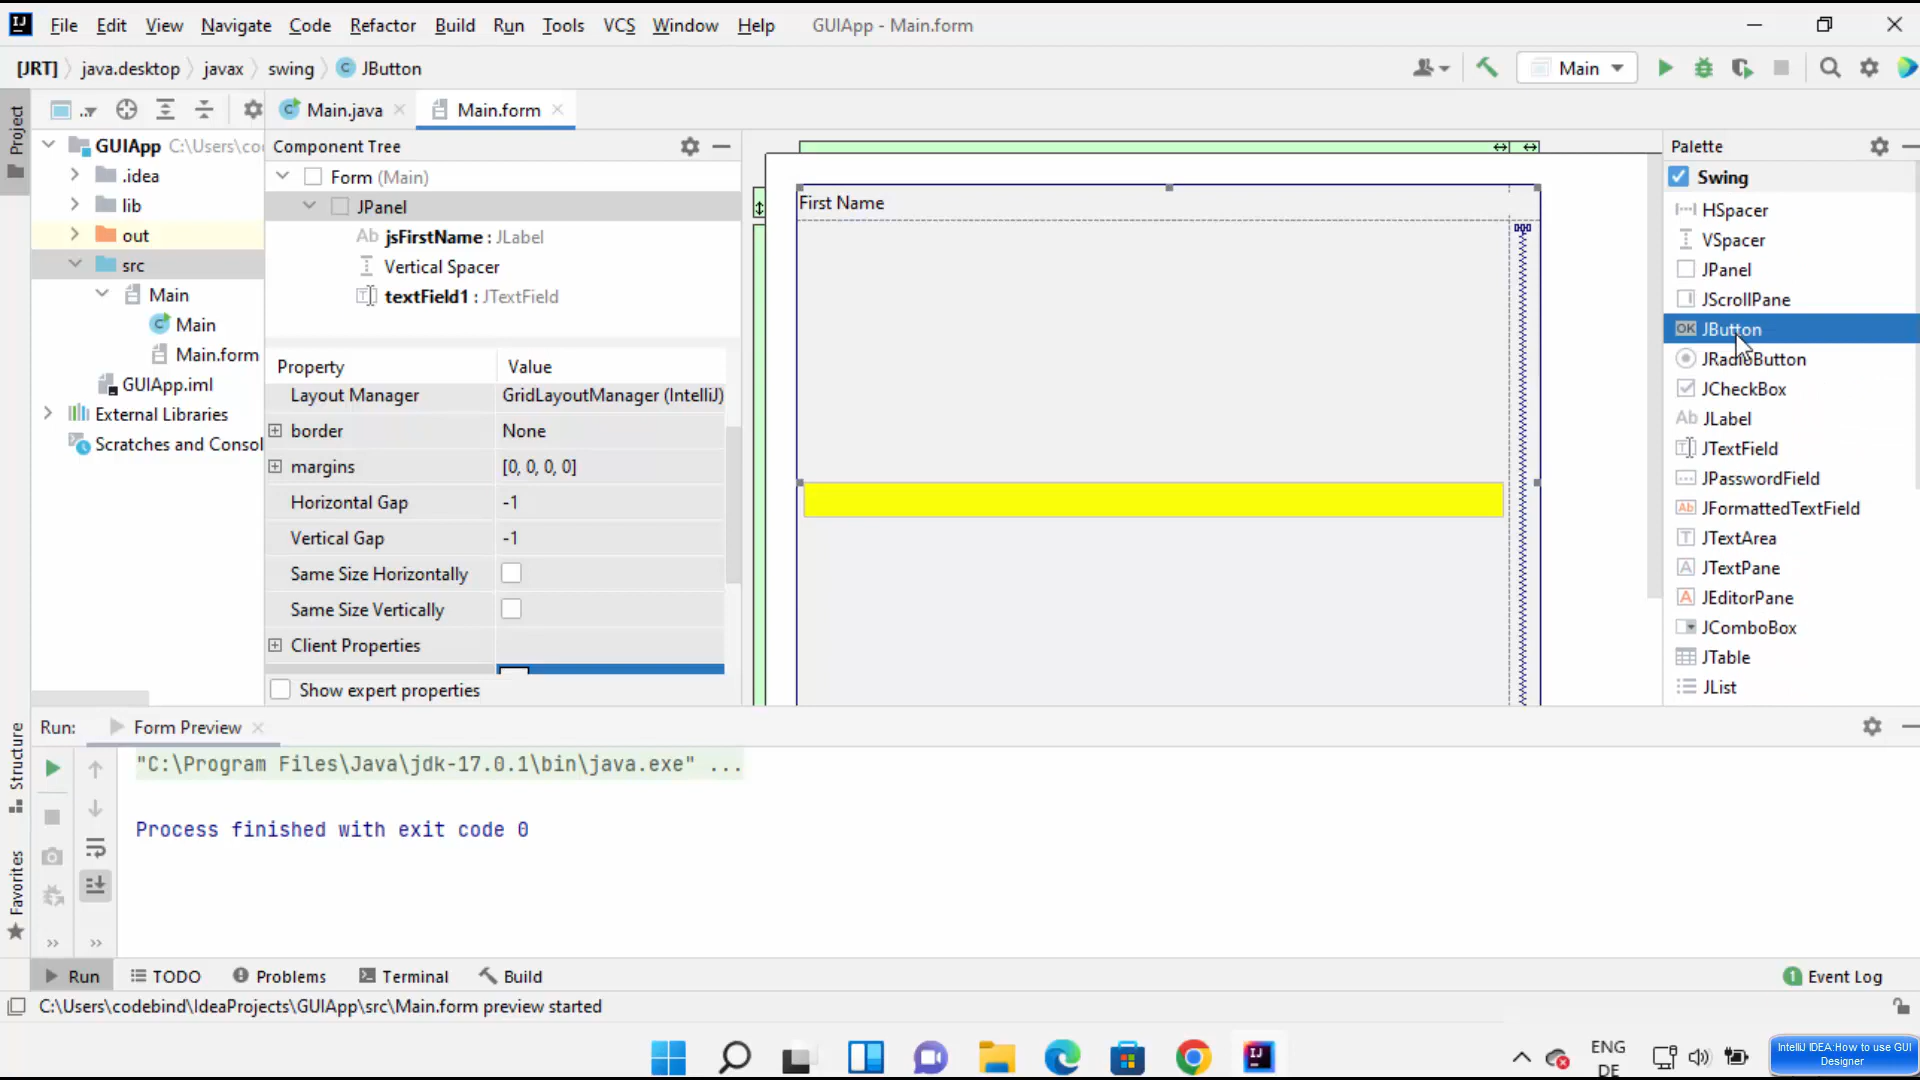 File Edit View Navigate Code Refactor Build Run Tools VCS Window Help GUIApp - Main.form
[JRT] java.desktop javax swing JButton
Main
Main.java Main.form
Project
GUIApp
.idea
lib
out
src
Main
Main
Main.form
GUIApp.iml
External Libraries
Scratches and Consol
Component Tree
Form (Main)
JPanel
jsFirstName : JLabel
Vertical Spacer
textField1 : JTextField
Property Value
Layout Manager GridLayoutManager (IntelliJ)
border None
margins [0, 0, 0, 0]
Horizontal Gap -1
Vertical Gap -1
Same Size Horizontally
Same Size Vertically
Client Properties
Show expert properties
First Name
Palette
Swing
HSpacer
VSpacer
JPanel
JScrollPane
OK JButton
JRadioButton
JCheckBox
Ab JLabel
JTextField
JPasswordField
JFormattedTextField
JTextArea
JTextPane
JEditorPane
JComboBox
JTable
JList
Structure
Favorites
Run: Form Preview
"C:\Program Files\Java\jdk-17.0.1\bin\java.exe" ...
Process finished with exit code 0
Run TODO Problems Terminal Build
1 Event Log
C:\Users\codebind\IdeaProjects\GUIApp\src\Main.form preview started
ENG
DE
IntelliJ IDEA:How to use GUI
Designer